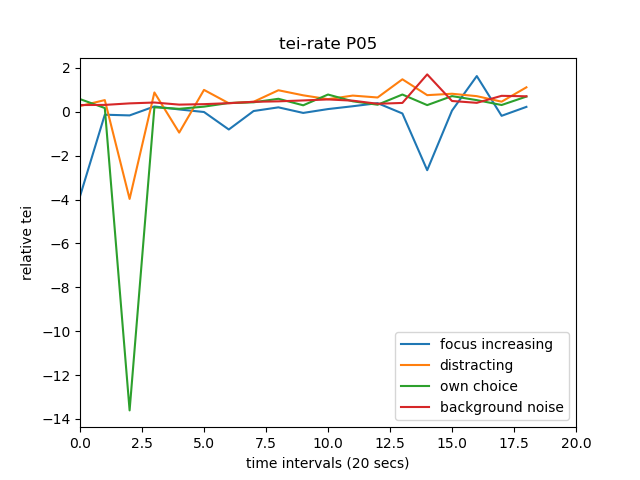 tei-rate P05
relative tei
2
0
−2
−4
−6
−8
−10
−12
−14
0.0 2.5 5.0 7.5 10.0 12.5 15.0 17.5 20.0
time intervals (20 secs)
focus increasing
distracting
own choice
background noise